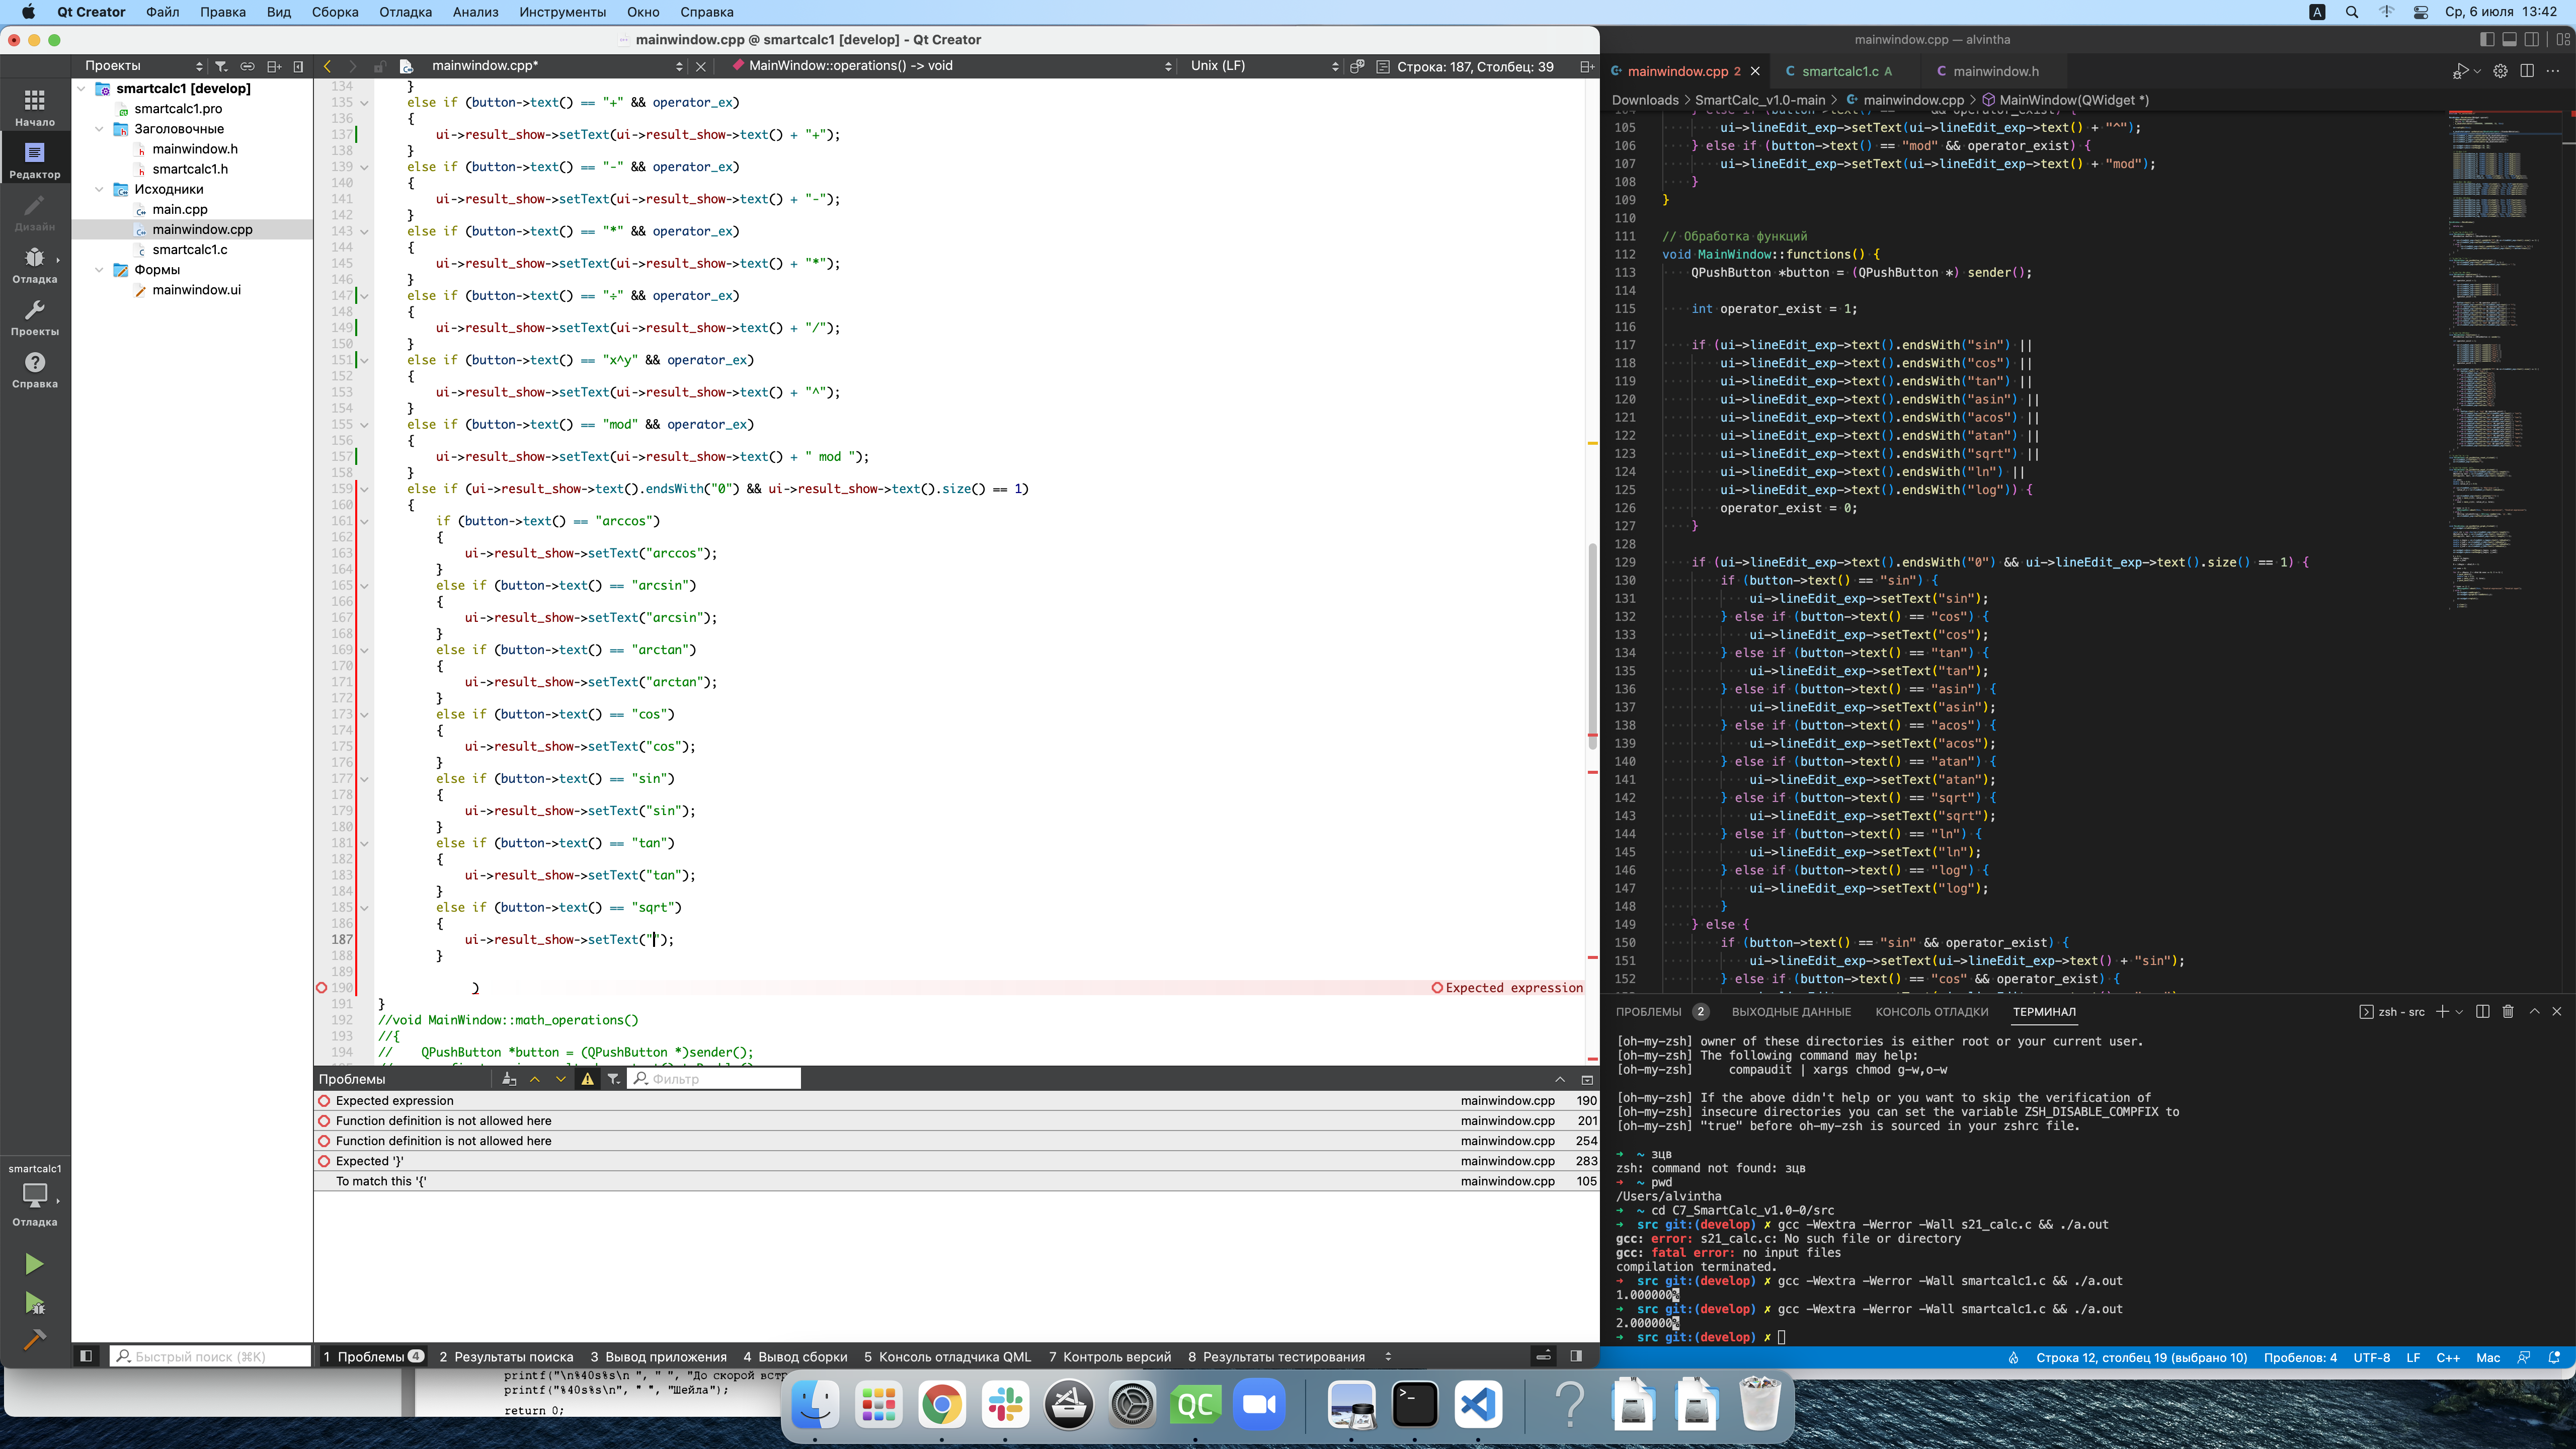 Qt Creator Файл Правка Вид Сборка Отладка Анализ Инструменты Окно Справка
A Ср, 6 июля 13:42
mainwindow.cpp @ smartcalc1 [develop] - Qt Creator
Проекты
mainwindow.cpp*
MainWindow::operations() -> void
Unix (LF)
Строка: 187, Столбец: 39
Начало
Редактор
Дизайн
Отладка
Проекты
Справка
smartcalc1
Отладка
smartcalc1 [develop]
smartcalc1.pro
Заголовочные
mainwindow.h
smartcalc1.h
Исходники
main.cpp
mainwindow.cpp
smartcalc1.c
Формы
mainwindow.ui
134 }
135 else if (button->text() == "+" && operator_ex)
136 {
137 ui->result_show->setText(ui->result_show->text() + "+");
138 }
139 else if (button->text() == "-" && operator_ex)
140 {
141 ui->result_show->setText(ui->result_show->text() + "-");
142 }
143 else if (button->text() == "*" && operator_ex)
144 {
145 ui->result_show->setText(ui->result_show->text() + "*");
146 }
147 else if (button->text() == "÷" && operator_ex)
148 {
149 ui->result_show->setText(ui->result_show->text() + "/");
150 }
151 else if (button->text() == "x^y" && operator_ex)
152 {
153 ui->result_show->setText(ui->result_show->text() + "^");
154 }
155 else if (button->text() == "mod" && operator_ex)
156 {
157 ui->result_show->setText(ui->result_show->text() + " mod ");
158 }
159 else if (ui->result_show->text().endsWith("0") && ui->result_show->text().size() == 1)
160 {
161 if (button->text() == "arccos")
162 {
163 ui->result_show->setText("arccos");
164 }
165 else if (button->text() == "arcsin")
166 {
167 ui->result_show->setText("arcsin");
168 }
169 else if (button->text() == "arctan")
170 {
171 ui->result_show->setText("arctan");
172 }
173 else if (button->text() == "cos")
174 {
175 ui->result_show->setText("cos");
176 }
177 else if (button->text() == "sin")
178 {
179 ui->result_show->setText("sin");
180 }
181 else if (button->text() == "tan")
182 {
183 ui->result_show->setText("tan");
184 }
185 else if (button->text() == "sqrt")
186 {
187 ui->result_show->setText("");
188 }
189
190 ) Expected expression
191 }
192 //void MainWindow::math_operations()
193 //{
194 // QPushButton *button = (QPushButton *)sender();
Проблемы
Фильтр
Expected expression mainwindow.cpp 190
Function definition is not allowed here mainwindow.cpp 201
Function definition is not allowed here mainwindow.cpp 254
Expected '}' mainwindow.cpp 283
To match this '{' mainwindow.cpp 105
Быстрый поиск (⌘K)
1 Проблемы 4 2 Результаты поиска 3 Вывод приложения 4 Вывод сборки 5 Консоль отладчика QML 7 Контроль версий 8 Результаты тестирования
printf("\n%40s%s\n ", " ", "До скорой встр
printf("%40s%s\n", " ", "Шейла");
return 0;
mainwindow.cpp — alvintha
mainwindow.cpp 2
C smartcalc1.c A
C mainwindow.h
Downloads > SmartCalc_v1.0-main > mainwindow.cpp > MainWindow(QWidget *)
105 ui->lineEdit_exp->setText(ui->lineEdit_exp->text() + "^");
106 } else if (button->text() == "mod" && operator_exist) {
107 ui->lineEdit_exp->setText(ui->lineEdit_exp->text() + "mod");
108 }
109 }
110
111 // Обработка функций
112 void MainWindow::functions() {
113 QPushButton *button = (QPushButton *) sender();
114
115 int operator_exist = 1;
116
117 if (ui->lineEdit_exp->text().endsWith("sin") ||
118 ui->lineEdit_exp->text().endsWith("cos") ||
119 ui->lineEdit_exp->text().endsWith("tan") ||
120 ui->lineEdit_exp->text().endsWith("asin") ||
121 ui->lineEdit_exp->text().endsWith("acos") ||
122 ui->lineEdit_exp->text().endsWith("atan") ||
123 ui->lineEdit_exp->text().endsWith("sqrt") ||
124 ui->lineEdit_exp->text().endsWith("ln") ||
125 ui->lineEdit_exp->text().endsWith("log")) {
126 operator_exist = 0;
127 }
128
129 if (ui->lineEdit_exp->text().endsWith("0") && ui->lineEdit_exp->text().size() == 1) {
130 if (button->text() == "sin") {
131 ui->lineEdit_exp->setText("sin");
132 } else if (button->text() == "cos") {
133 ui->lineEdit_exp->setText("cos");
134 } else if (button->text() == "tan") {
135 ui->lineEdit_exp->setText("tan");
136 } else if (button->text() == "asin") {
137 ui->lineEdit_exp->setText("asin");
138 } else if (button->text() == "acos") {
139 ui->lineEdit_exp->setText("acos");
140 } else if (button->text() == "atan") {
141 ui->lineEdit_exp->setText("atan");
142 } else if (button->text() == "sqrt") {
143 ui->lineEdit_exp->setText("sqrt");
144 } else if (button->text() == "ln") {
145 ui->lineEdit_exp->setText("ln");
146 } else if (button->text() == "log") {
147 ui->lineEdit_exp->setText("log");
148 }
149 } else {
150 if (button->text() == "sin" && operator_exist) {
151 ui->lineEdit_exp->setText(ui->lineEdit_exp->text() + "sin");
152 } else if (button->text() == "cos" && operator_exist) {
ПРОБЛЕМЫ 2 ВЫХОДНЫЕ ДАННЫЕ КОНСОЛЬ ОТЛАДКИ ТЕРМИНАЛ
zsh - src
[oh-my-zsh] owner of these directories is either root or your current user.
[oh-my-zsh] The following command may help:
[oh-my-zsh] compaudit | xargs chmod g-w,o-w
[oh-my-zsh] If the above didn't help or you want to skip the verification of
[oh-my-zsh] insecure directories you can set the variable ZSH_DISABLE_COMPFIX to
[oh-my-zsh] "true" before oh-my-zsh is sourced in your zshrc file.
➜ ~ зцв
zsh: command not found: зцв
➜ ~ pwd
/Users/alvintha
➜ ~ cd C7_SmartCalc_v1.0-0/src
➜ src git:(develop) ✗ gcc -Wextra -Werror -Wall s21_calc.c && ./a.out
gcc: error: s21_calc.c: No such file or directory
gcc: fatal error: no input files
compilation terminated.
➜ src git:(develop) ✗ gcc -Wextra -Werror -Wall smartcalc1.c && ./a.out
1.000000%
➜ src git:(develop) ✗ gcc -Wextra -Werror -Wall smartcalc1.c && ./a.out
2.000000%
➜ src git:(develop) ✗
Строка 12, столбец 19 (выбрано 10) Пробелов: 4 UTF-8 LF C++ Mac
QC